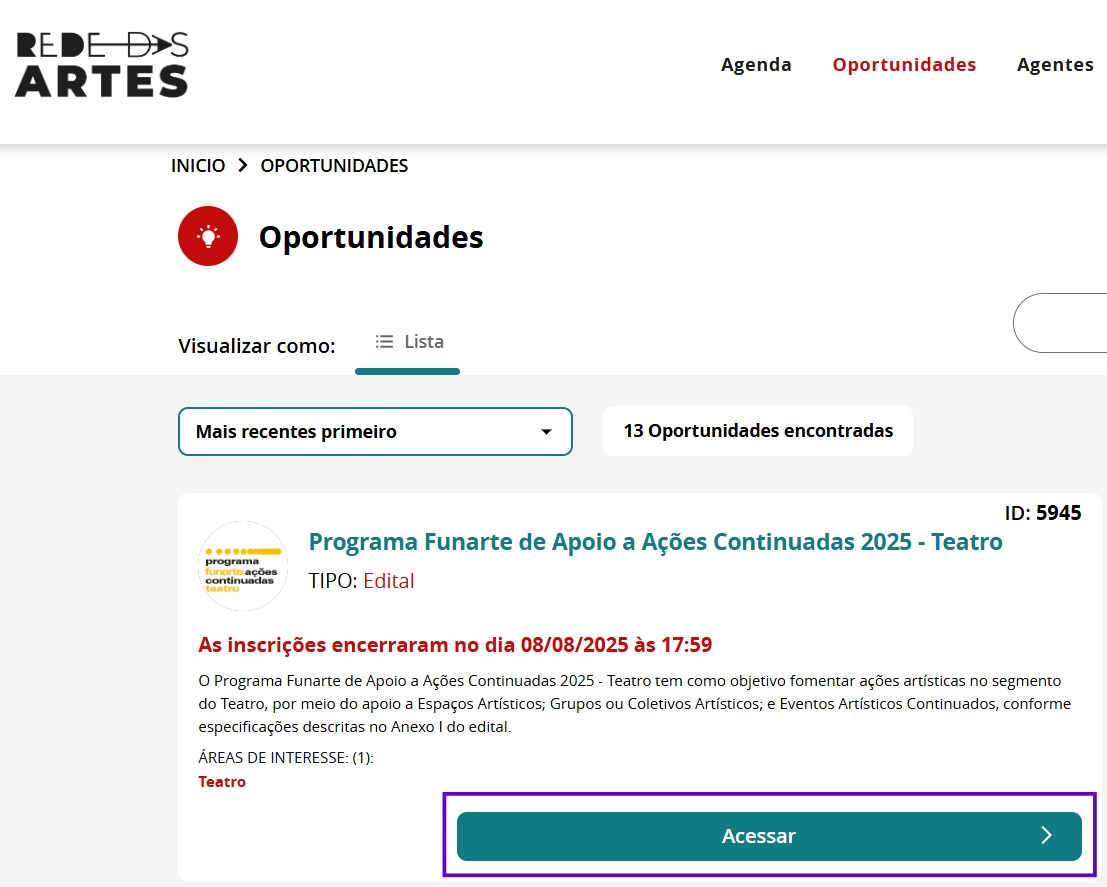 REDE DAS
ARTES
Agenda
Oportunidades
Agentes
INICIO
OPORTUNIDADES
Oportunidades
Visualizar como:
Lista
Mais recentes primeiro
13 Oportunidades encontradas
ID: 5945
programa
funarte ações
continuadas
teatro
Programa Funarte de Apoio a Ações Continuadas 2025 - Teatro
TIPO: Edital
As inscrições encerraram no dia 08/08/2025 às 17:59
O Programa Funarte de Apoio a Ações Continuadas 2025 - Teatro tem como objetivo fomentar ações artísticas no segmento
do Teatro, por meio do apoio a Espaços Artísticos; Grupos ou Coletivos Artísticos; e Eventos Artísticos Continuados, conforme
especificações descritas no Anexo I do edital.
ÁREAS DE INTERESSE: (1):
Teatro
Acessar